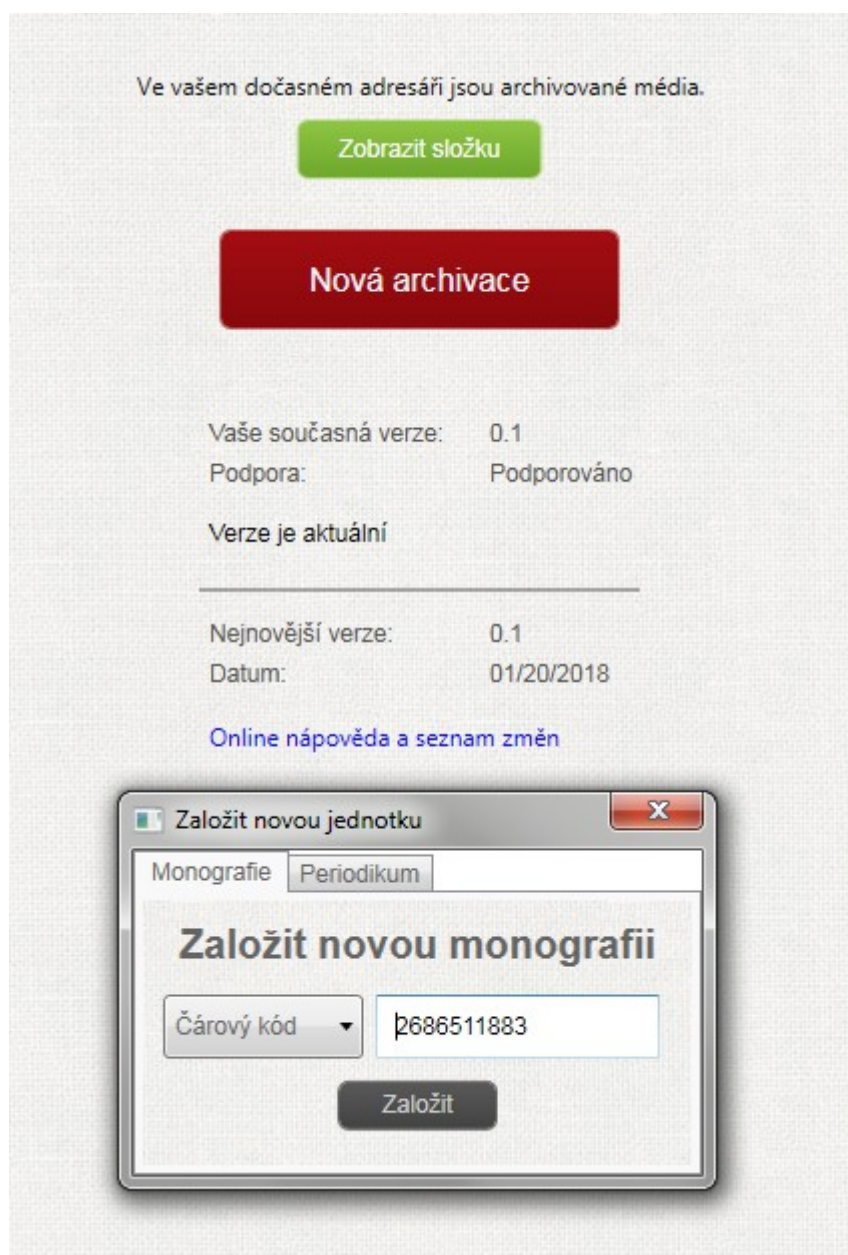 Ve vašem dočasném adresáři jsou archivované média.
Zobrazit složku
Nová archivace
Vaše současná verze: 0.1
Podpora: Podporováno
Verze je aktuální
Nejnovější verze: 0.1
Datum: 01/20/2018
Online nápověda a seznam změn
Založit novou jednotku
Monografie Periodikum
Založit novou monografii
Čárový kód 2686511883
Založit